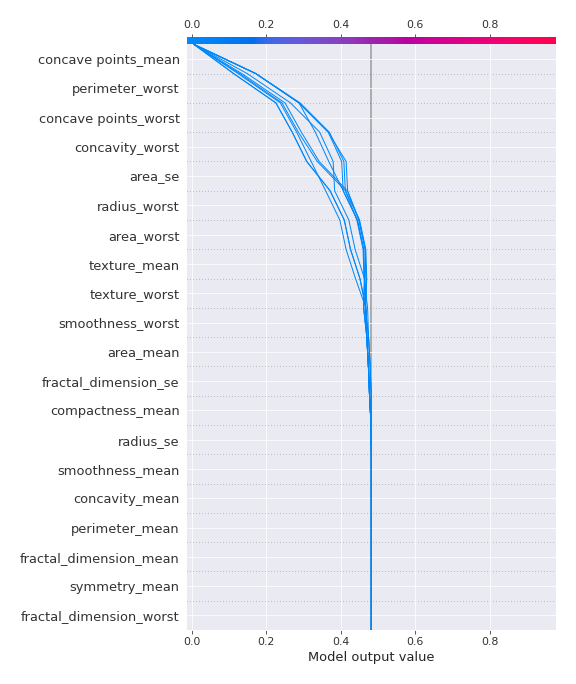 0.0 0.2 0.4 0.6 0.8
concave points_mean
perimeter_worst
concave points_worst
concavity_worst
area_se
radius_worst
area_worst
texture_mean
texture_worst
smoothness_worst
area_mean
fractal_dimension_se
compactness_mean
radius_se
smoothness_mean
concavity_mean
perimeter_mean
fractal_dimension_mean
symmetry_mean
fractal_dimension_worst
0.0 0.2 0.4 0.6 0.8
Model output value